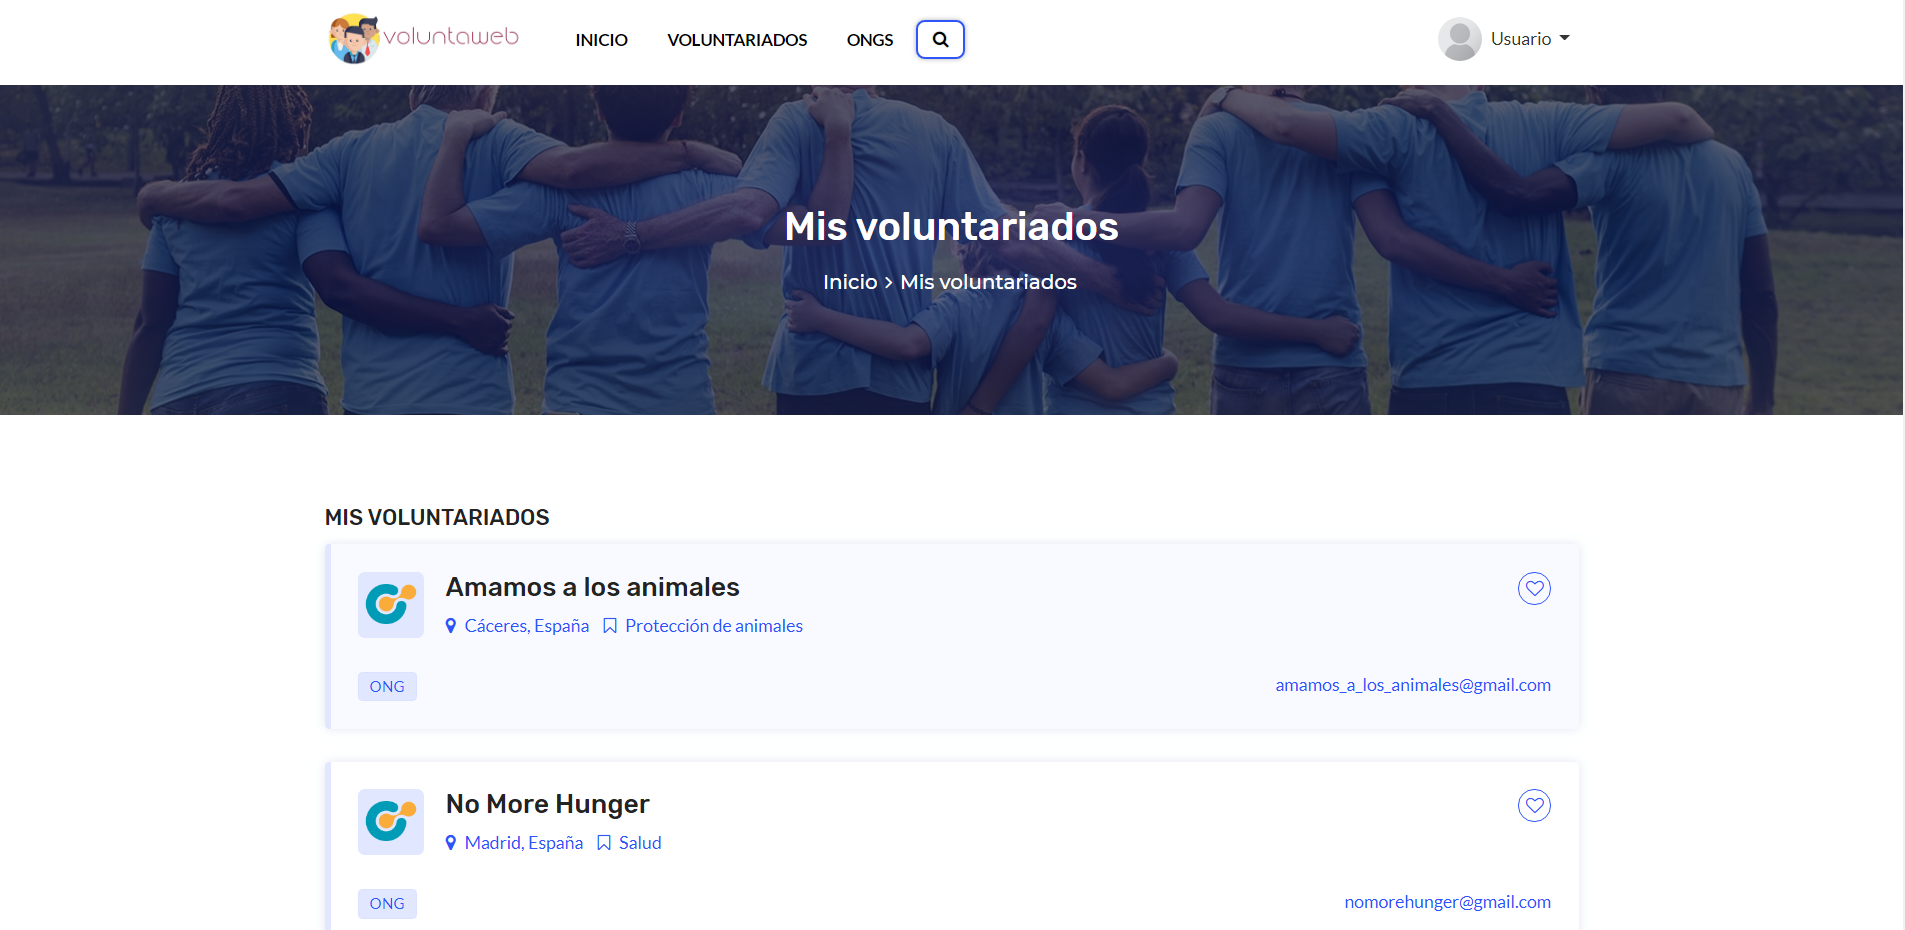 voluntaweb
INICIO
VOLUNTARIADOS
ONGS
Usuario
Mis voluntariados
Inicio > Mis voluntariados
MIS VOLUNTARIADOS
Amamos a los animales
Cáceres, España Protección de animales
ONG
amamos_a_los_animales@gmail.com
No More Hunger
Madrid, España Salud
ONG
nomorehunger@gmail.com